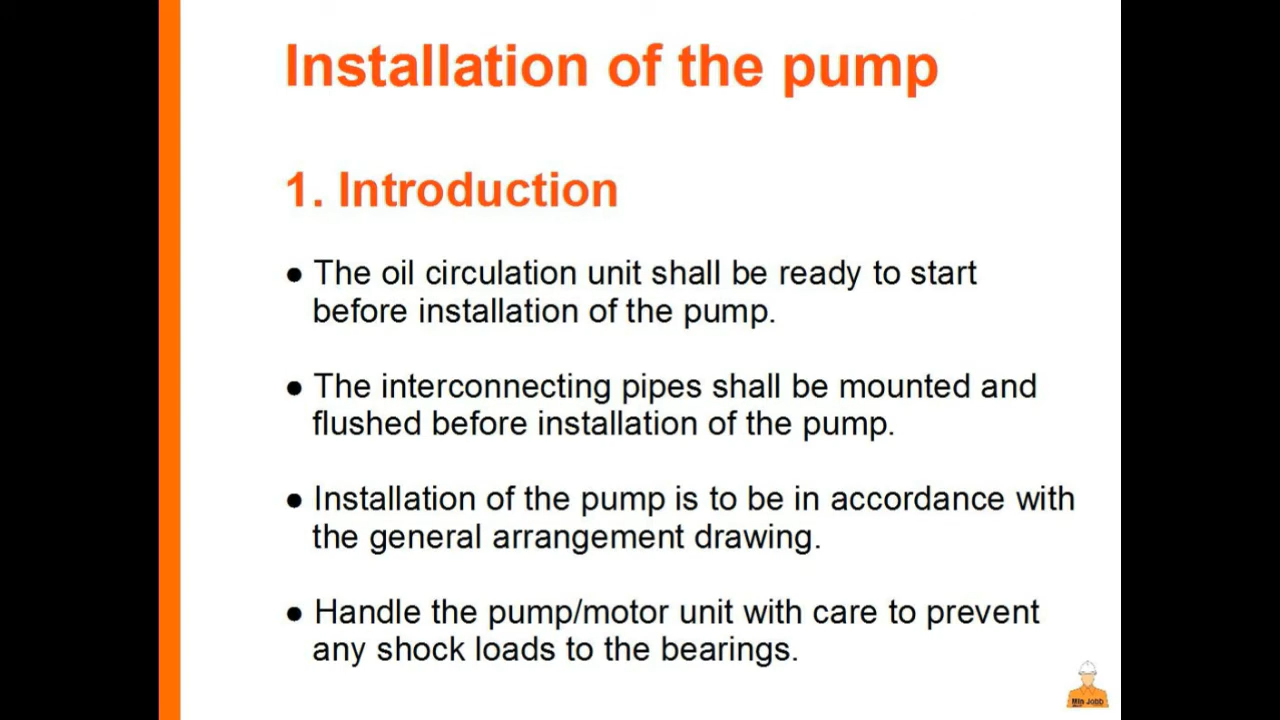 Installation of the pump
1. Introduction
● The oil circulation unit shall be ready to start
before installation of the pump.
● The interconnecting pipes shall be mounted and
flushed before installation of the pump.
● Installation of the pump is to be in accordance with
the general arrangement drawing.
● Handle the pump/motor unit with care to prevent
any shock loads to the bearings.
Min Jobb